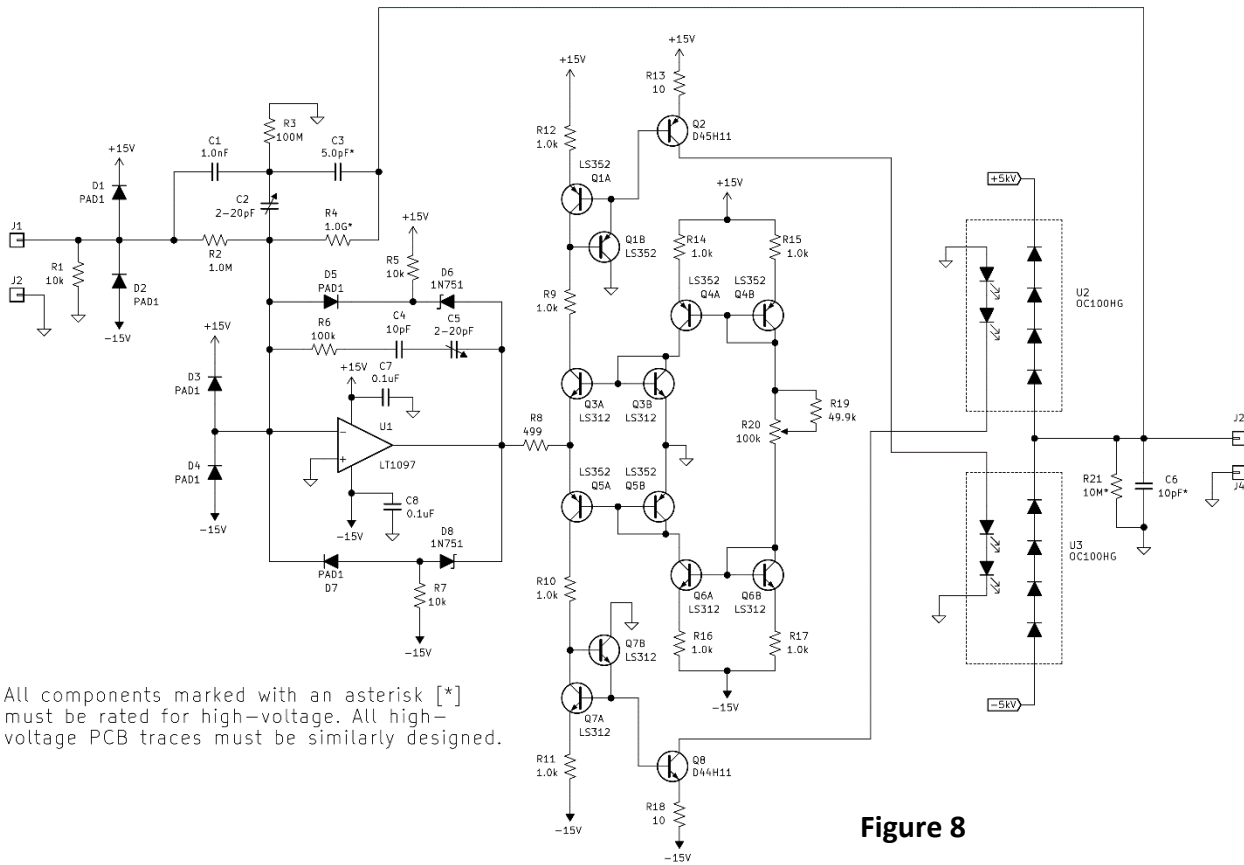 +15V
R13
10
Q2
D45H11
+15V
R12
1.0k
LS352
Q1A
Q1B
LS352
R3
100M
C1
1.0nF
C3
5.0pF*
C2
2-20pF
+15V
D1
PAD1
J1
R1
10k
J2
D2
PAD1
-15V
R2
1.0M
R4
1.0G*
+15V
R5
10k
D5
PAD1
D6
1N751
R6
100k
C4
10pF
C5
2-20pF
+15V
C7
0.1uF
+15V
D3
PAD1
D4
PAD1
-15V
U1
LT1097
C8
0.1uF
-15V
D8
1N751
PAD1
D7
R7
10k
-15V
R8
499
R9
1.0k
+15V
R14
1.0k
R15
1.0k
LS352
Q4A
LS352
Q4B
Q3A
LS312
Q3B
LS312
R19
49.9k
R20
100k
LS352
Q5A
LS352
Q5B
Q6A
LS312
Q6B
LS312
R10
1.0k
R16
1.0k
R17
1.0k
-15V
Q7B
LS312
Q7A
LS312
R11
1.0k
-15V
Q8
D44H11
R18
10
-15V
+5kV
U2
OC100HG
J2
J4
R21
10M*
C6
10pF*
U3
OC100HG
-5kV
All components marked with an asterisk [*]
must be rated for high-voltage. All high-
voltage PCB traces must be similarly designed.
Figure 8